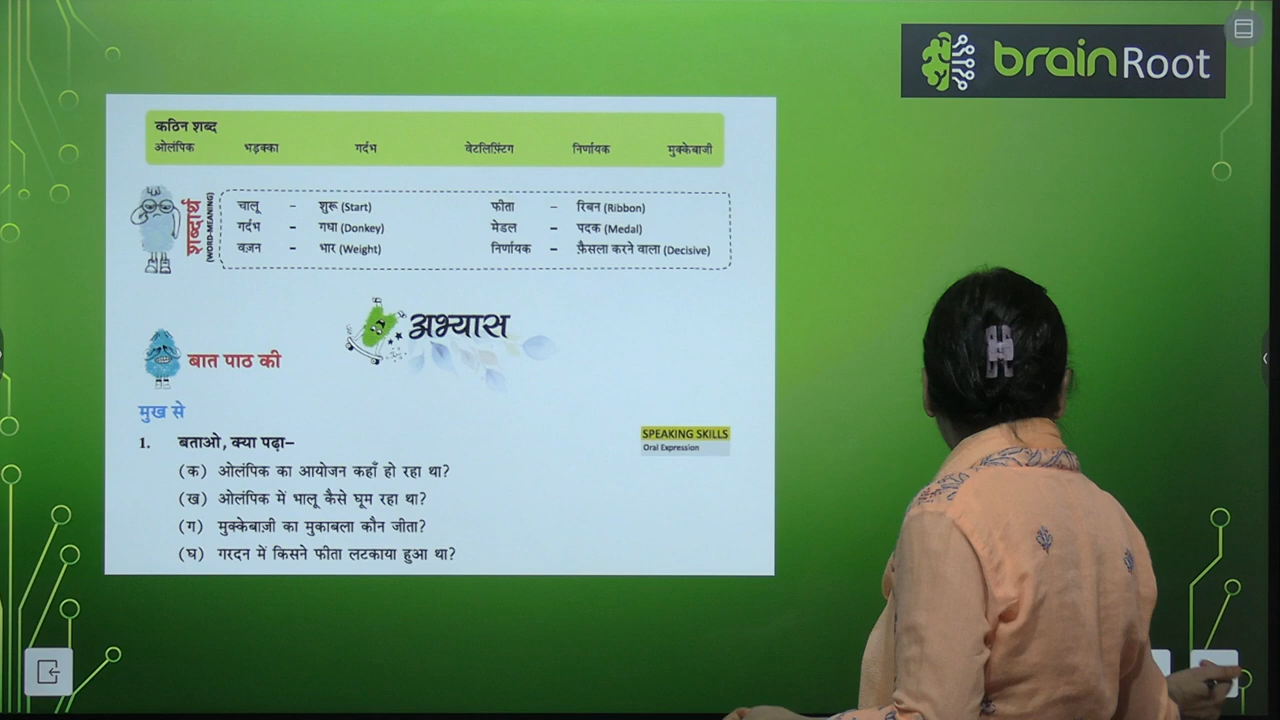 brainRoot
कठिन शब्द
ओलंपिक भड़क्का गर्दभ वेटलिफ़्टिंग निर्णायक मुक्केबाजी
शब्दार्थ
(WORD-MEANING)
चालू – शुरू (Start) फीता – रिबन (Ribbon)
गर्दभ – गधा (Donkey) मेडल – पदक (Medal)
वज़न – भार (Weight) निर्णायक – फ़ैसला करने वाला (Decisive)
अभ्यास
बात पाठ की
मुख से
1. बताओ, क्या पढ़ा–
SPEAKING SKILLS
Oral Expression
(क) ओलंपिक का आयोजन कहाँ हो रहा था?
(ख) ओलंपिक में भालू कैसे घूम रहा था?
(ग) मुक्केबाज़ी का मुकाबला कौन जीता?
(घ) गरदन में किसने फीता लटकाया हुआ था?